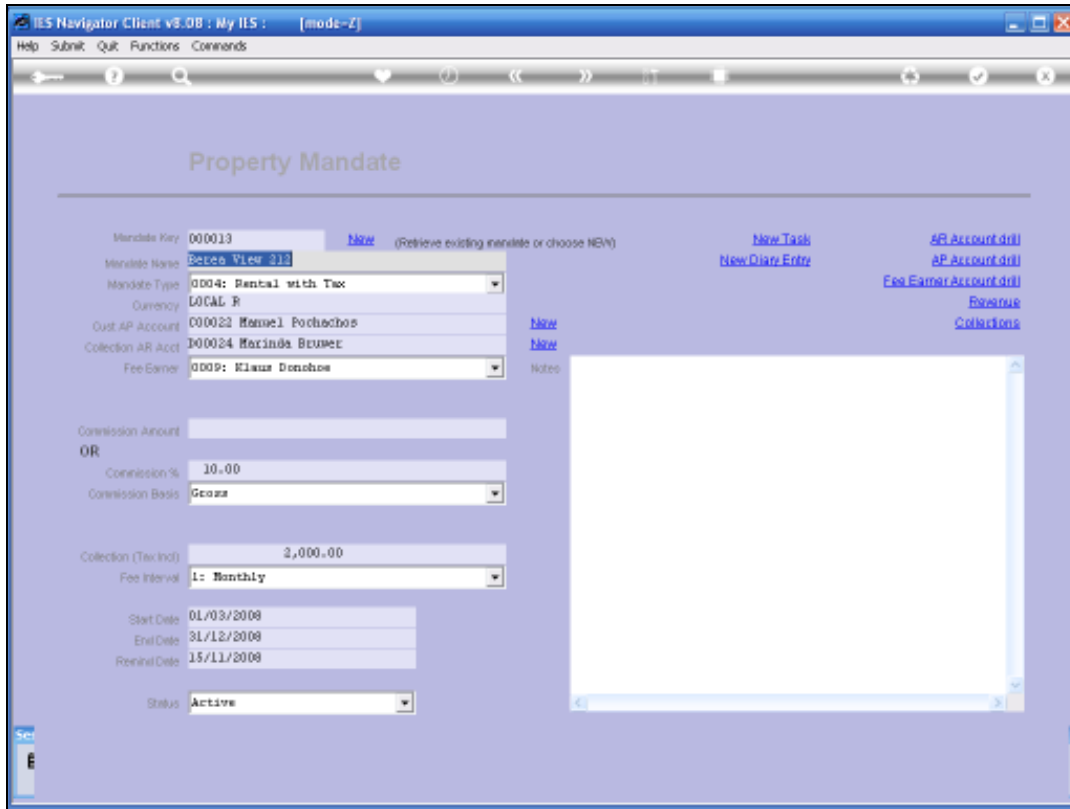 IES Navigator Client v8.08 : My IES : [mode=Z]
Help Submit Quit Functions Commands
Property Mandate
Mandate Key 000013 New (Retrieve existing mandate or choose NEW) New Task AR Account drill
Mandate Name Berea View 212 New Diary Entry AP Account drill
Mandate Type 0004: Rental with Tax Fee Earner Account drill
Currency LOCAL R Revenue
Cust AP Account C00022 Manuel Pochachos New Collections
Collection AR Acct D00024 Marinda Bruwer New
Fee Earner 0009: Klaus Donohoe Notes
Commission Amount
OR
Commission % 10.00
Commission Basis Gross
Collection (Tax Incl) 2,000.00
Fee Interval 1: Monthly
Start Date 01/03/2008
End Date 31/12/2008
Remind Date 15/11/2008
Status Active